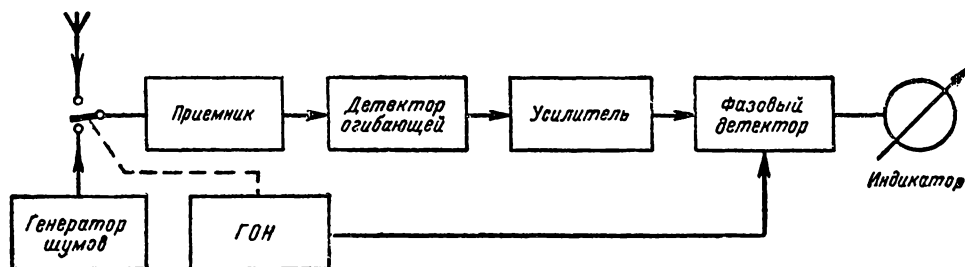 Приемник
Детектор
огибающей
Усилитель
Фазовый
детектор
Индикатор
Генератор
шумов
ГОН